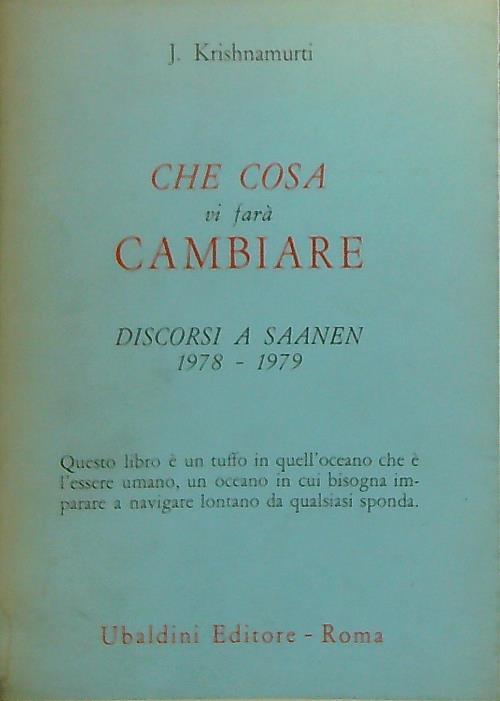 J. Krishnamurti
CHE COSA
vi farà
CAMBIARE
DISCORSI A SAANEN
1978 - 1979
Questo libro è un tuffo in quell'oceano che è
l'essere umano, un oceano in cui bisogna im-
parare a navigare lontano da qualsiasi sponda.
Ubaldini Editore - Roma